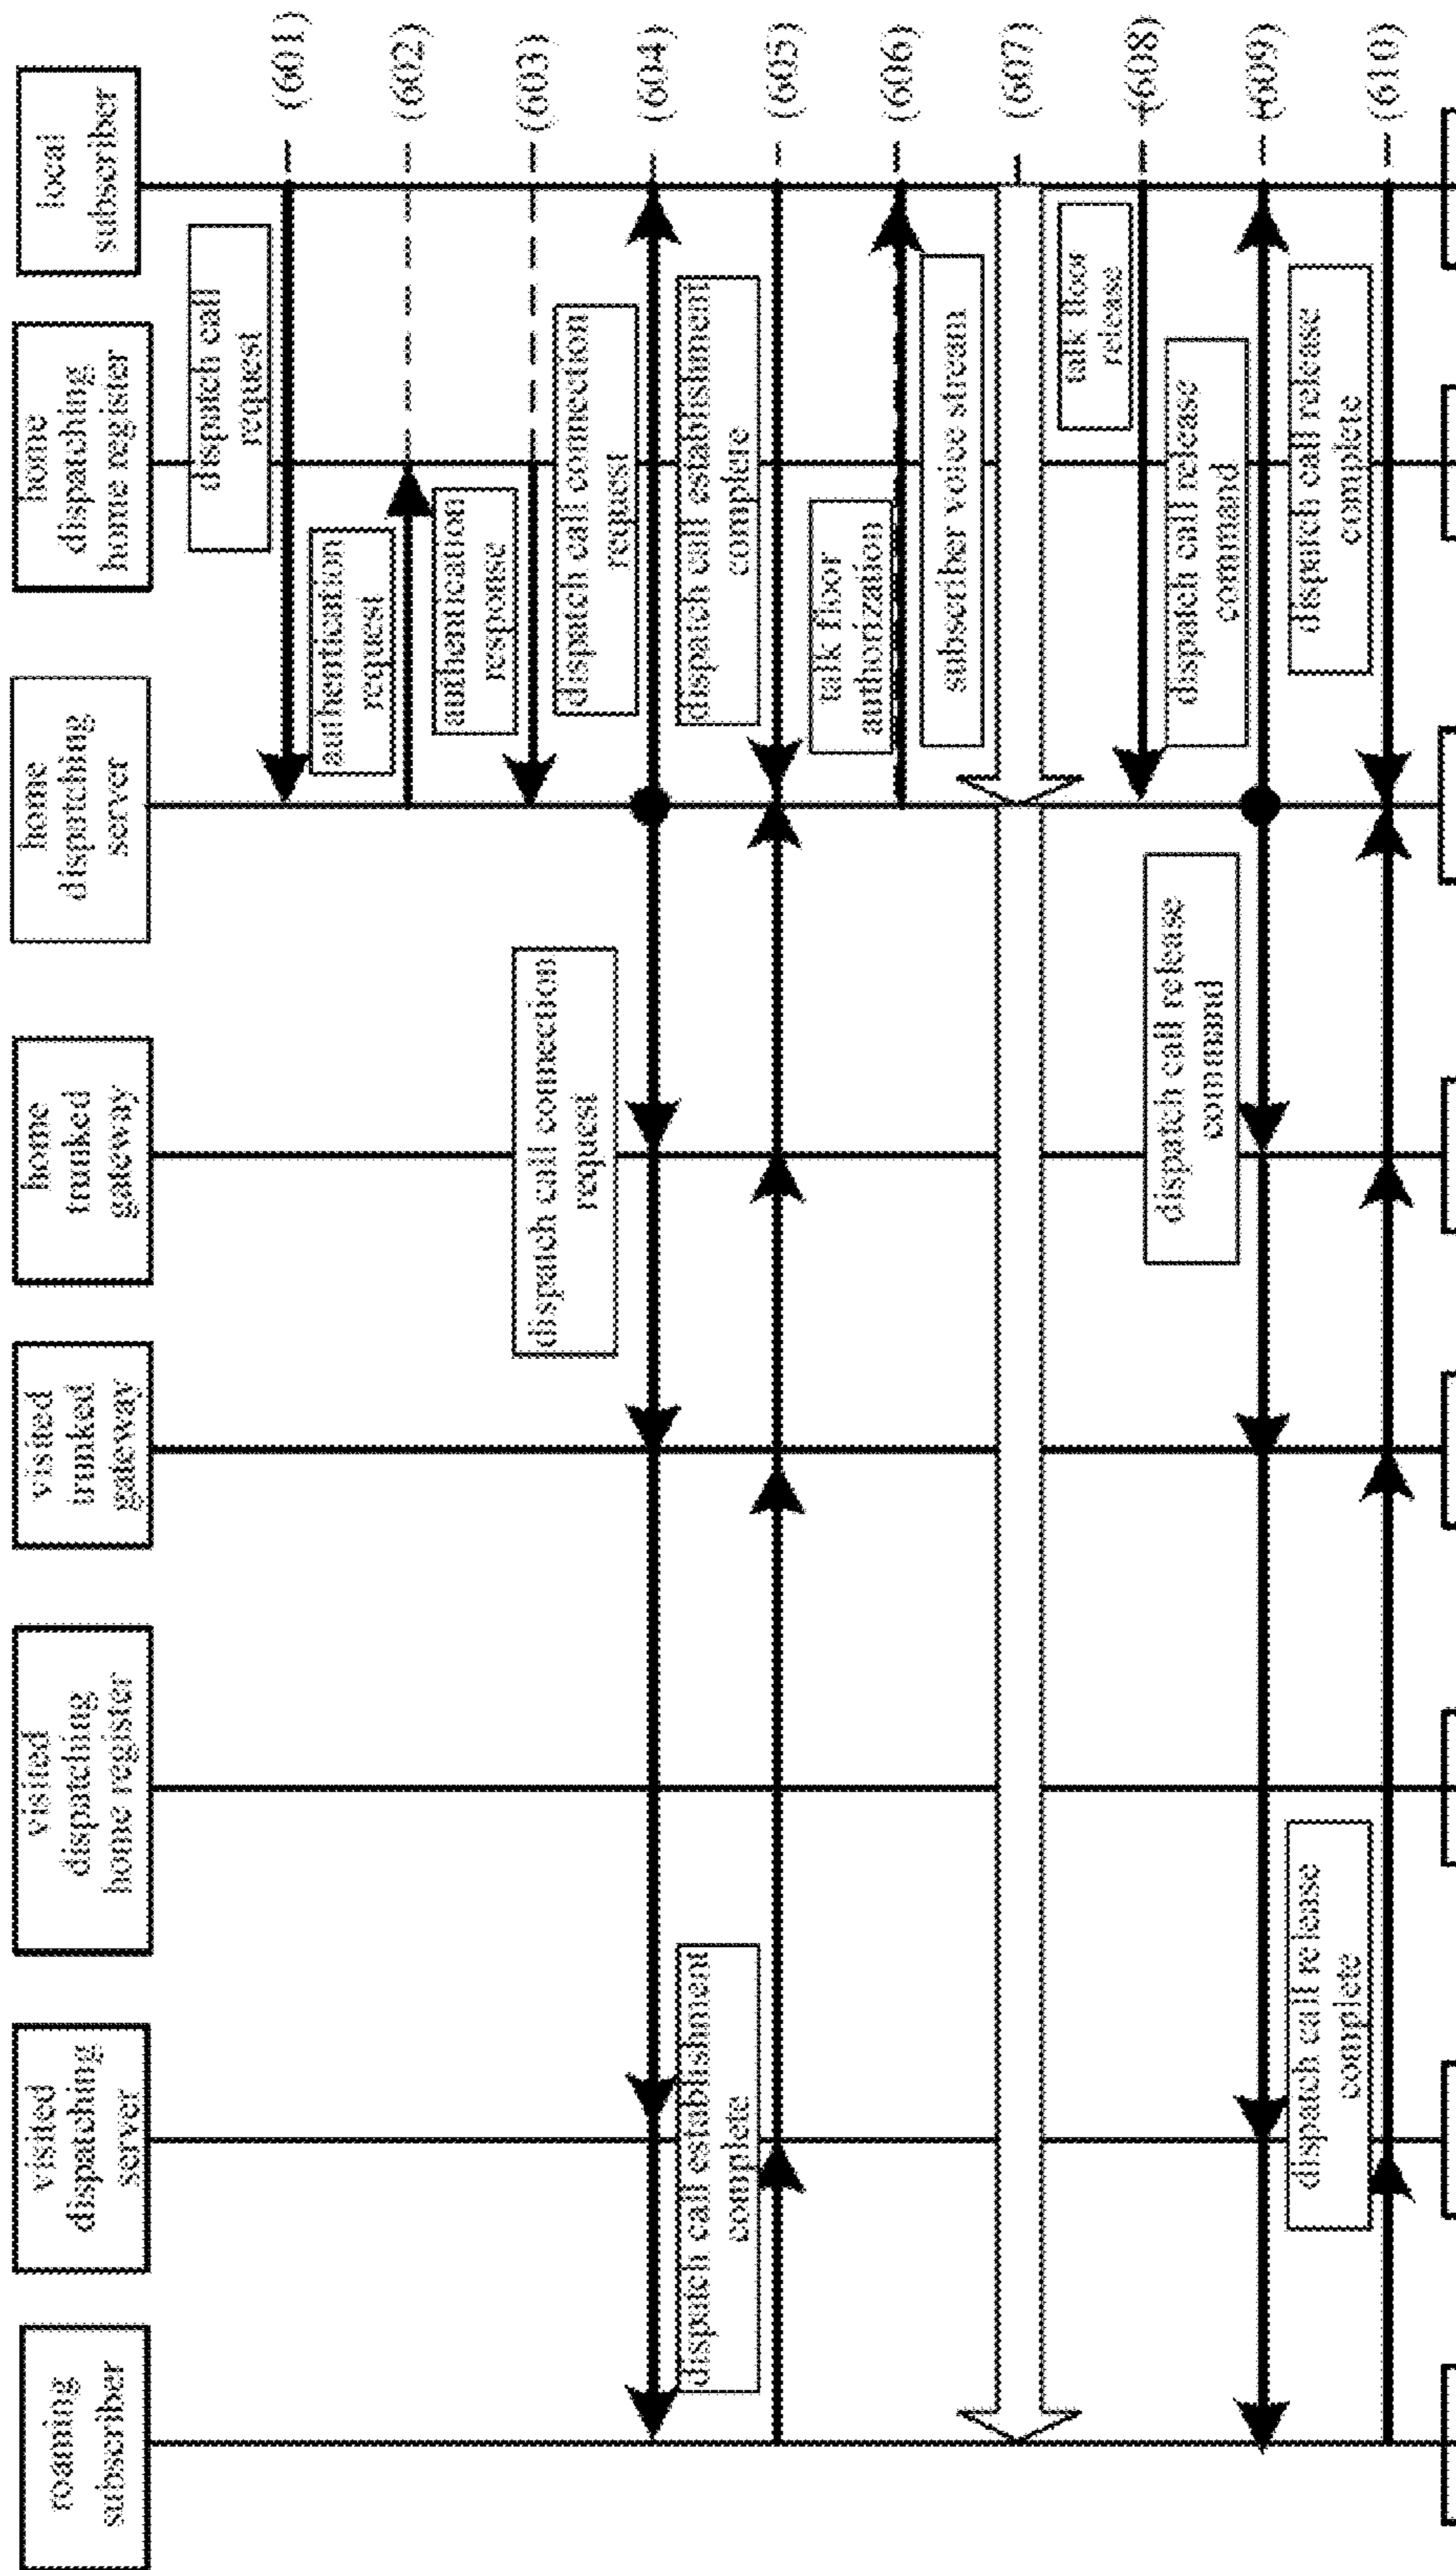 roaming
subscriber
visited
dispatching
server
visited
dispatching
home register
visited
trunked
gateway
home
trunked
gateway
home
dispatching
server
home
dispatching
home register
local
subscriber
dispatch call
request
(601)
authentication
request
(602)
authentication
response
(603)
dispatch call connection
request
dispatch call connection
request
(604)
dispatch call establishment
complete
dispatch call establishment
complete
(605)
talk floor
authorization
(606)
subscriber voice stream
(607)
talk floor
release
(608)
dispatch call release
command
dispatch call release
command
(609)
dispatch call release
complete
dispatch call release
complete
(610)